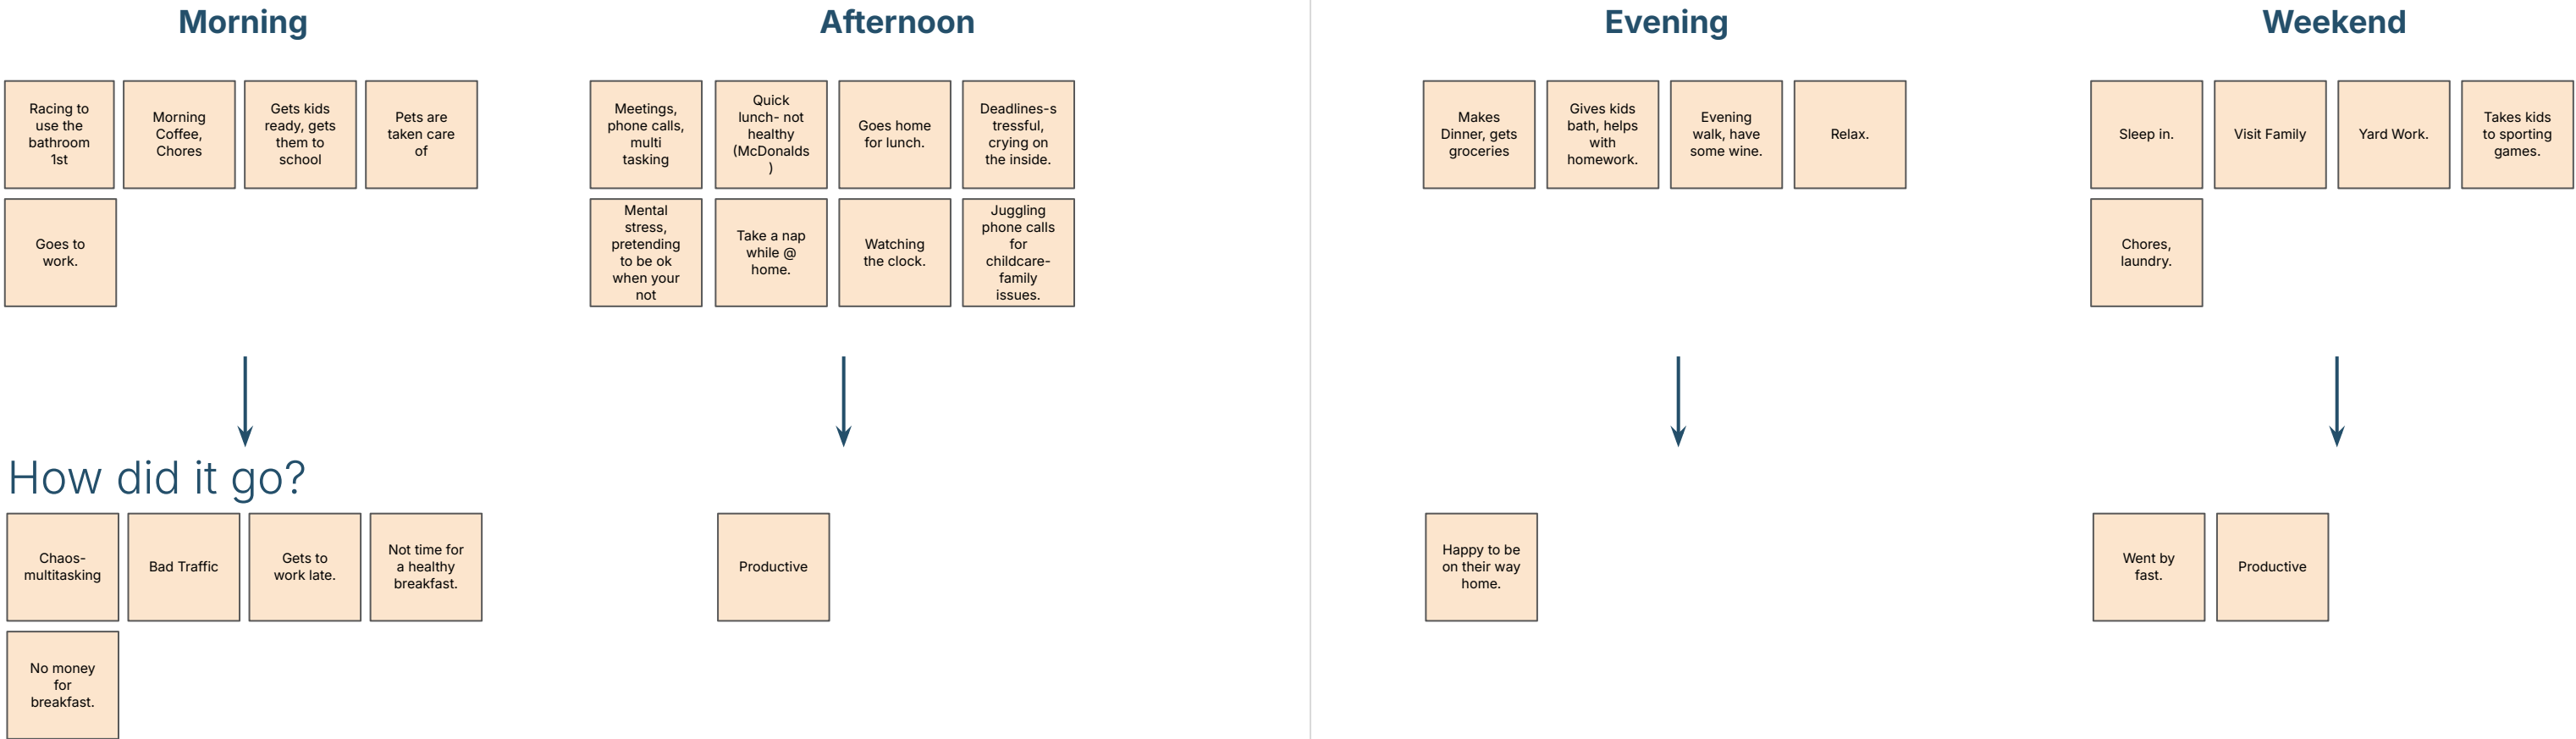 Morning
Racing to
use the
bathroom
1st
Morning
Coffee,
Chores
Gets kids
ready, gets
them to
school
Pets are
taken care
of
Goes to
work.
Afternoon
Meetings,
phone calls,
multi
tasking
Quick
lunch- not
healthy
(McDonalds
)
Goes home
for lunch.
Deadlines-s
tressful,
crying on
the inside.
Mental
stress,
pretending
to be ok
when your
not
Take a nap
while @
home.
Watching
the clock.
Juggling
phone calls
for
childcare-
family
issues.
Evening
Makes
Dinner, gets
groceries
Gives kids
bath, helps
with
homework.
Evening
walk, have
some wine.
Relax.
Weekend
Sleep in.
Visit Family
Yard Work.
Takes kids
to sporting
games.
Chores,
laundry.
How did it go?
Chaos-
multitasking
Bad Traffic
Gets to
work late.
Not time for
a healthy
breakfast.
No money
for
breakfast.
Productive
Happy to be
on their way
home.
Went by
fast.
Productive